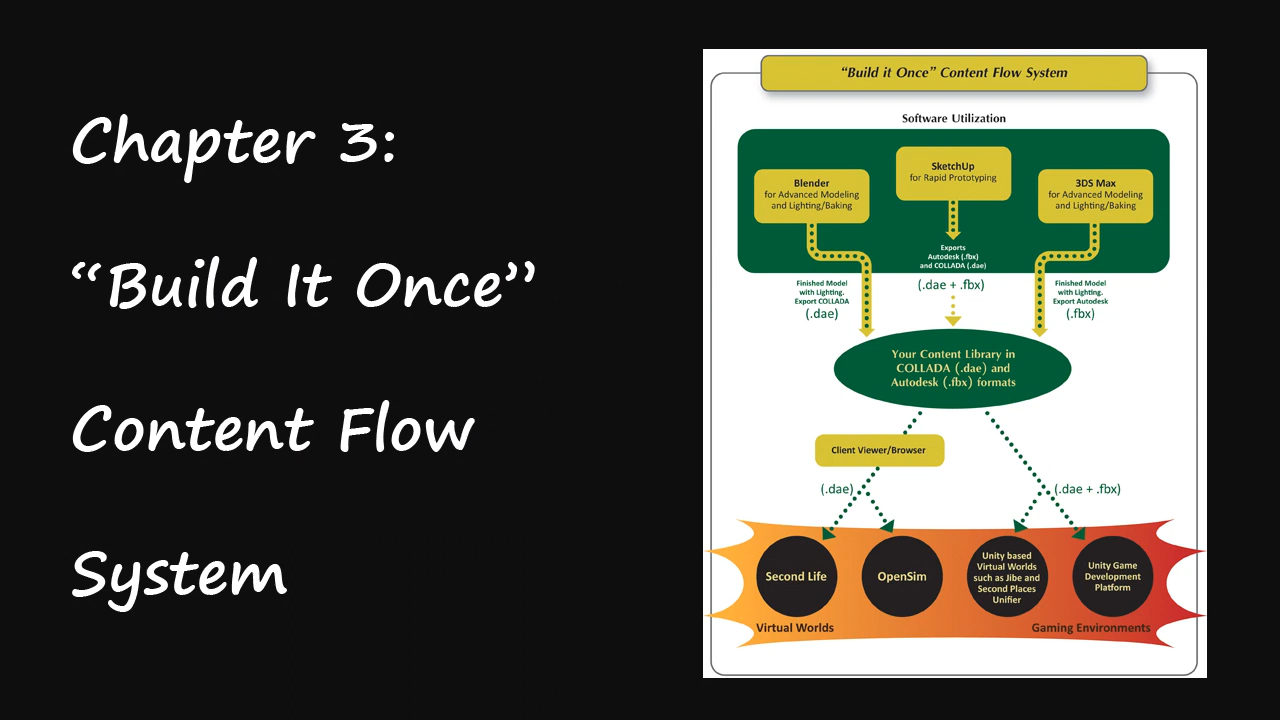 Chapter 3:
“Build It Once”
Content Flow
System
“Build it Once” Content Flow System
Software Utilization
Blender
for Advanced Modeling
and Lighting/Baking
SketchUp
for Rapid Prototyping
3DS Max
for Advanced Modeling
and Lighting/Baking
Exports
Autodesk (.fbx)
and COLLADA (.dae)
Finished Model
with Lighting.
Export COLLADA
(.dae)
(.dae + .fbx)
Finished Model
with Lighting.
Export Autodesk
(.fbx)
Your Content Library in
COLLADA (.dae) and
Autodesk (.fbx) formats
Client Viewer/Browser
(.dae)
(.dae + .fbx)
Second Life
OpenSim
Unity based
Virtual Worlds
such as Jibe and
Second Places
Unifier
Unity Game
Development
Platform
Virtual Worlds
Gaming Environments